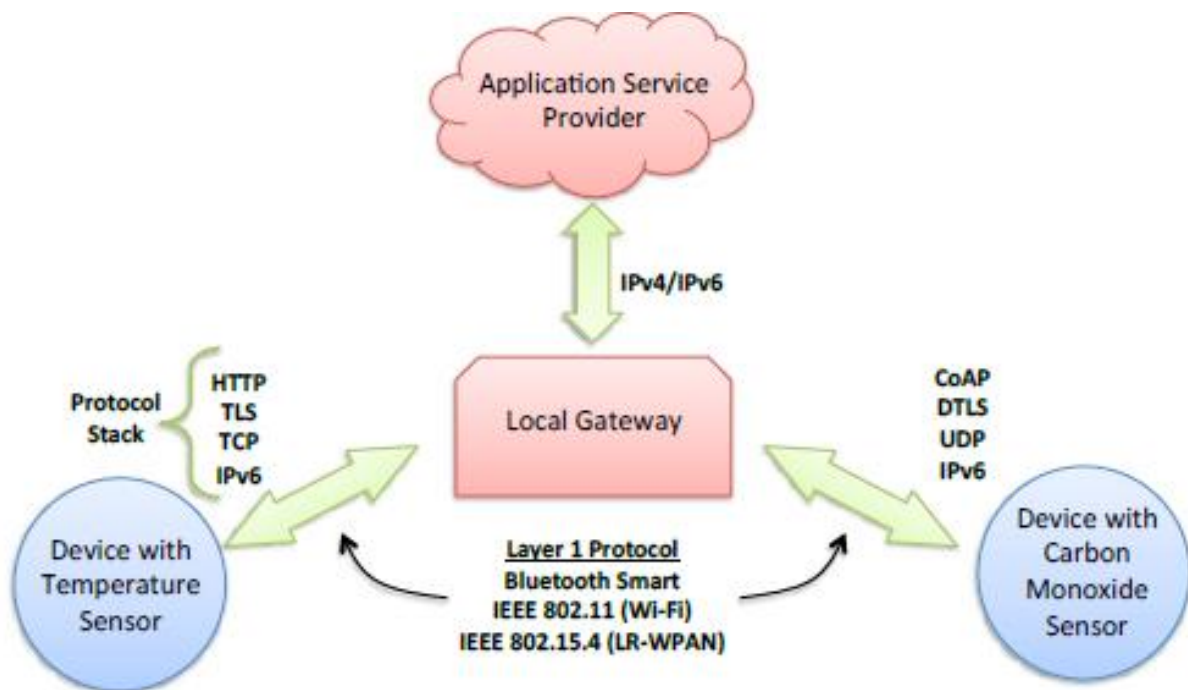 Application Service
Provider
IPv4/IPv6
Local Gateway
Protocol
Stack
HTTP
TLS
TCP
IPv6
CoAP
DTLS
UDP
IPv6
Device with
Temperature
Sensor
Layer 1 Protocol
Bluetooth Smart
IEEE 802.11 (Wi-Fi)
IEEE 802.15.4 (LR-WPAN)
Device with
Carbon
Monoxide
Sensor